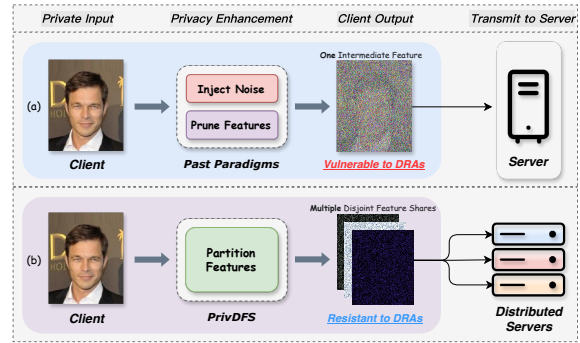 Private Input
Privacy Enhancement
Client Output
Transmit to Server
(a)
Client
Inject Noise
Prune Features
Past Paradigms
One Intermediate Feature
Vulnerable to DRAs
Server
(b)
Client
Partition
Features
PrivDFS
Multiple Disjoint Feature Shares
Resistant to DRAs
Distributed
Servers